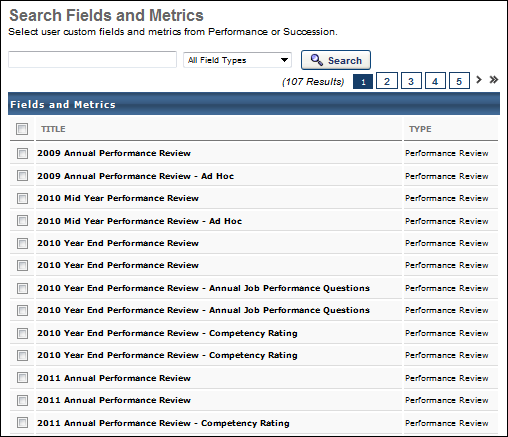 Search Fields and Metrics
Select user custom fields and metrics from Performance or Succession.
All Field Types Search
(107 Results) 1 2 3 4 5 > »
Fields and Metrics
TITLE TYPE
2009 Annual Performance Review Performance Review
2009 Annual Performance Review - Ad Hoc Performance Review
2010 Mid Year Performance Review Performance Review
2010 Mid Year Performance Review - Ad Hoc Performance Review
2010 Year End Performance Review Performance Review
2010 Year End Performance Review Performance Review
2010 Year End Performance Review - Annual Job Performance Questions Performance Review
2010 Year End Performance Review - Annual Job Performance Questions Performance Review
2010 Year End Performance Review - Competency Rating Performance Review
2010 Year End Performance Review - Competency Rating Performance Review
2011 Annual Performance Review Performance Review
2011 Annual Performance Review Performance Review
2011 Annual Performance Review - Competency Rating Performance Review